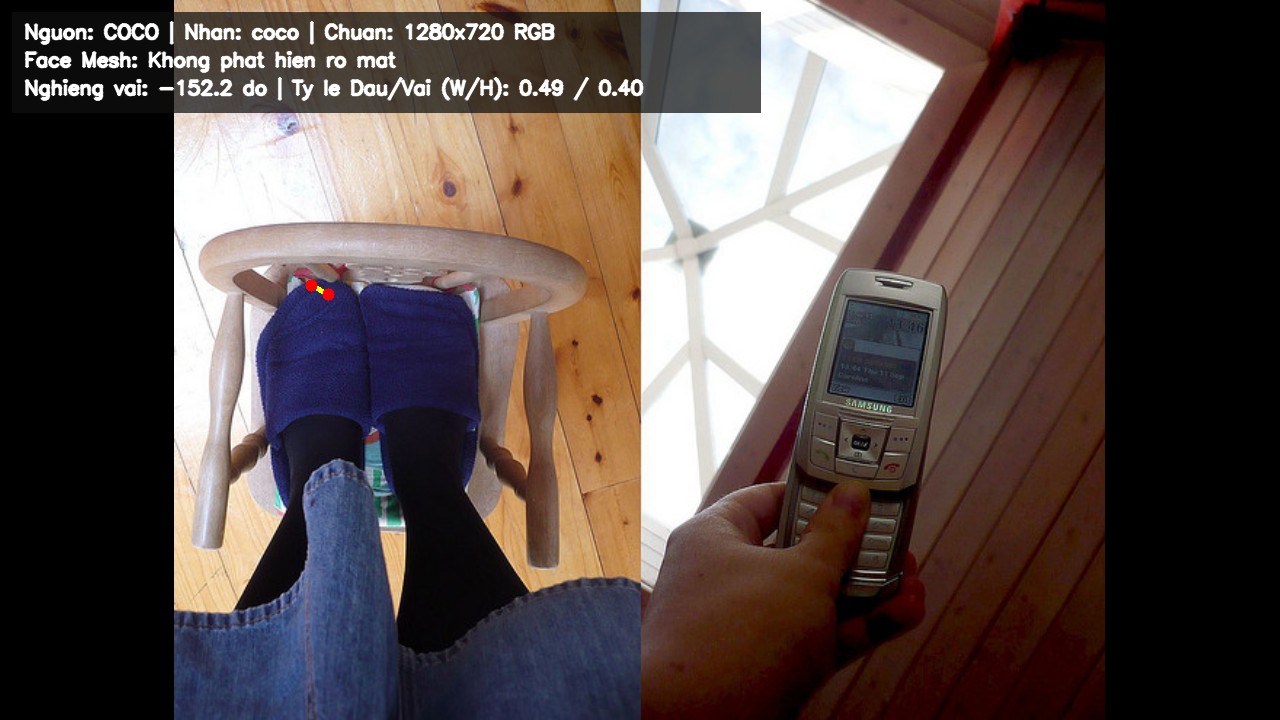 Nguon: COCO | Nhan: coco | Chuan: 1280x720 RGB
Face Mesh: Khong phat hien ro mat
Nghieng vai: -152.2 do | Ty le Dau/Vai (W/H): 0.49 / 0.40
SAMSUNG